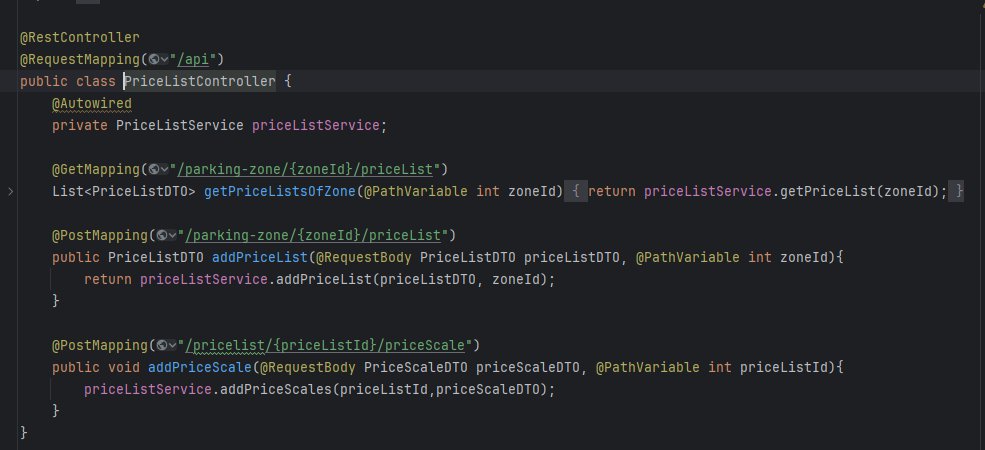 @RestController
@RequestMapping("/api")
public class PriceListController {
@Autowired
private PriceListService priceListService;
@GetMapping("/parking-zone/{zoneId}/priceList")
List<PriceListDTO> getPriceListsOfZone(@PathVariable int zoneId) { return priceListService.getPriceList(zoneId); }
@PostMapping("/parking-zone/{zoneId}/priceList")
public PriceListDTO addPriceList(@RequestBody PriceListDTO priceListDTO, @PathVariable int zoneId){
return priceListService.addPriceList(priceListDTO, zoneId);
}
@PostMapping("/pricelist/{priceListId}/priceScale")
public void addPriceScale(@RequestBody PriceScaleDTO priceScaleDTO, @PathVariable int priceListId){
priceListService.addPriceScales(priceListId,priceScaleDTO);
}
}